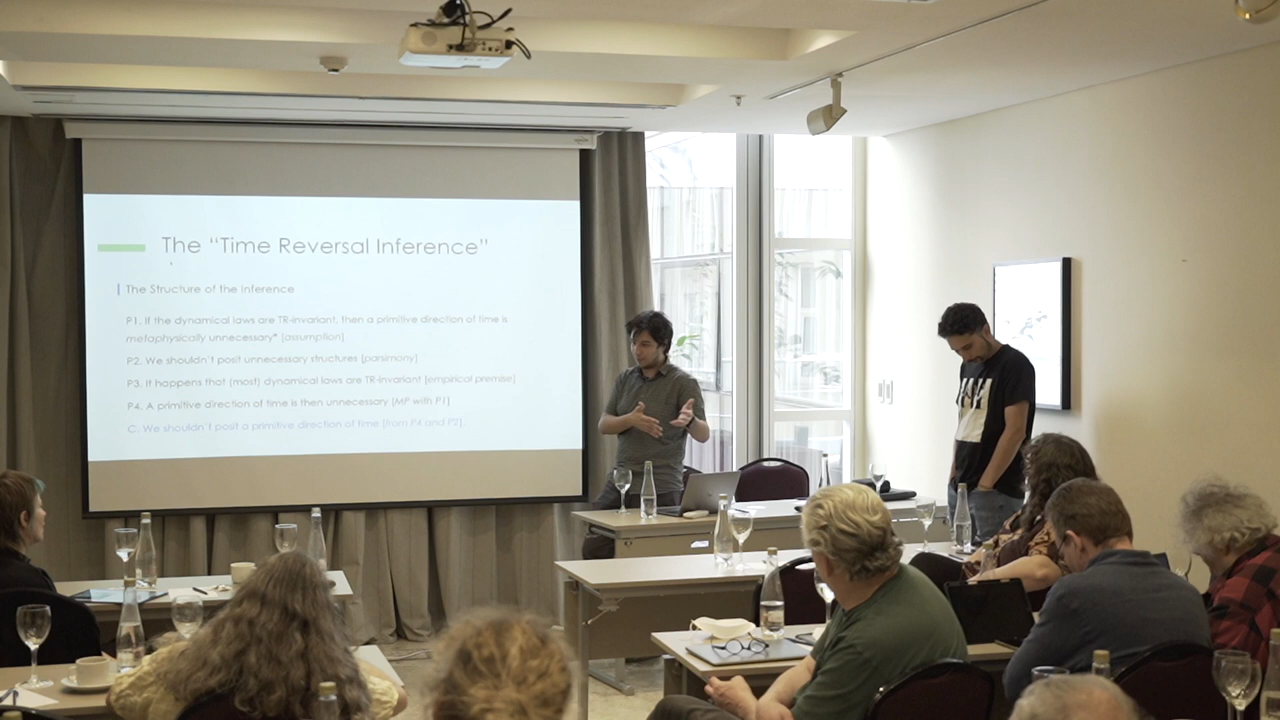 The “Time Reversal Inference”
The Structure of the inference
P1. If the dynamical laws are TR-invariant, then a primitive direction of time is
metaphysically unnecessary* [assumption]
P2. We shouldn´t posit unnecessary structures [parsimony]
P3. It happens that (most) dynamical laws are TR-invariant [empirical premise]
P4. A primitive direction of time is then unnecessary [MP with P1]
C. We shouldn´t posit a primitive direction of time [from P4 and P2]